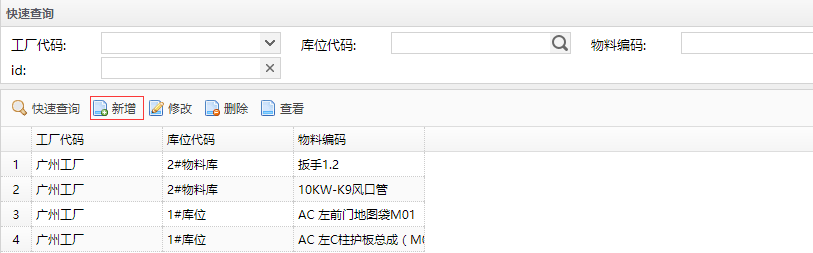 快速查询
工厂代码: 库位代码: 物料编码:
id:
快速查询 新增 修改 删除 查看
工厂代码 库位代码 物料编码
1 广州工厂 2#物料库 扳手1.2
2 广州工厂 2#物料库 10KW-K9风口管
3 广州工厂 1#库位 AC 左前门地图袋M01
4 广州工厂 1#库位 AC 左C柱护板总成（M0